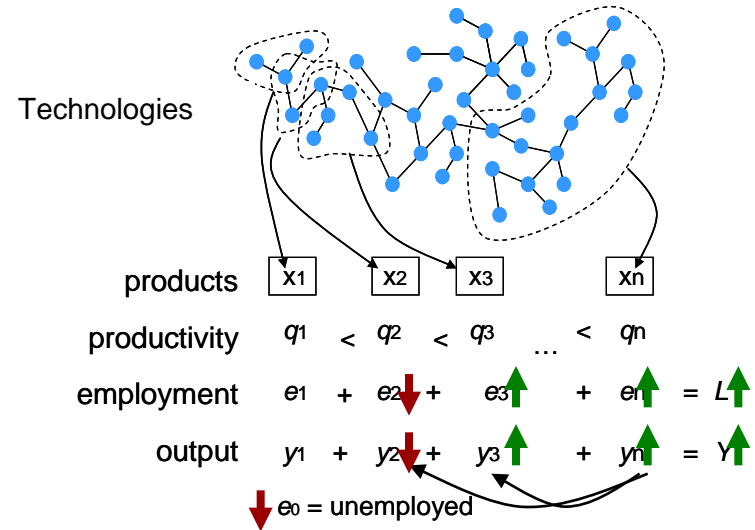 Technologies
products x1 x2 x3 xn
productivity q1 < q2 < q3 ... < qn
employment e1 + e2 + e3 + en = L
output y1 + y2 + y3 + yn = Y
e0 = unemployed